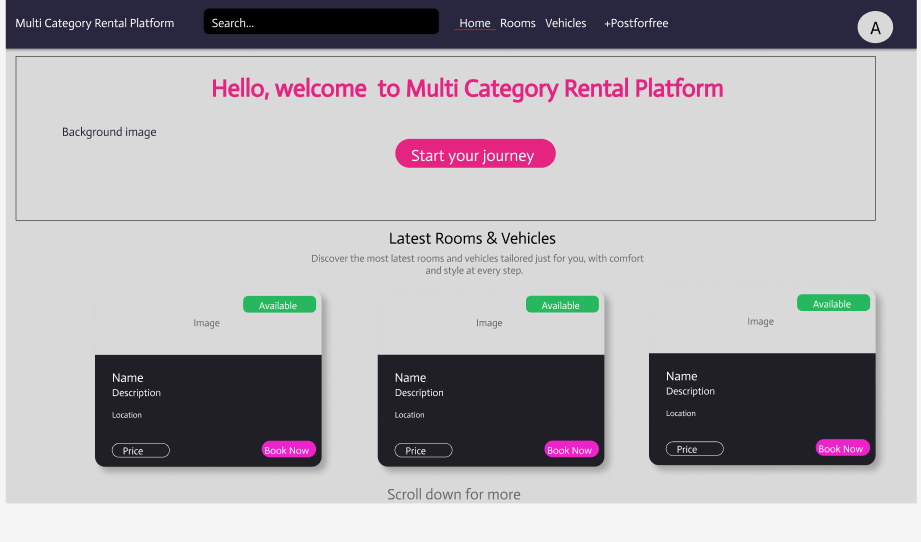 Multi Category Rental Platform Search... Home Rooms Vehicles +Postforfree A
Hello, welcome to Multi Category Rental Platform
Background image
Start your journey
Latest Rooms & Vehicles
Discover the most latest rooms and vehicles tailored just for you, with comfort
and style at every step.
Available
Image
Name
Description
Location
Price Book Now
Available
Image
Name
Description
Location
Price Book Now
Available
Image
Name
Description
Location
Price Book Now
Scroll down for more